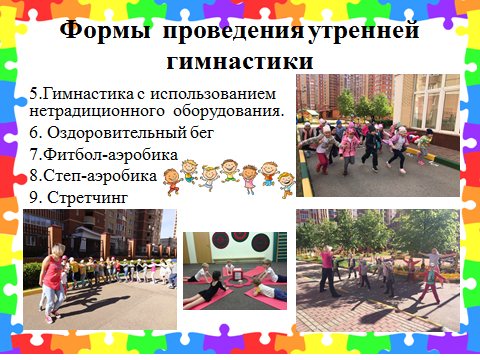 Формы проведения утренней
гимнастики
5.Гимнастика с использованием
нетрадиционного оборудования.
6. Оздоровительный бег
7.Фитбол-аэробика
8.Степ-аэробика
9. Стретчинг